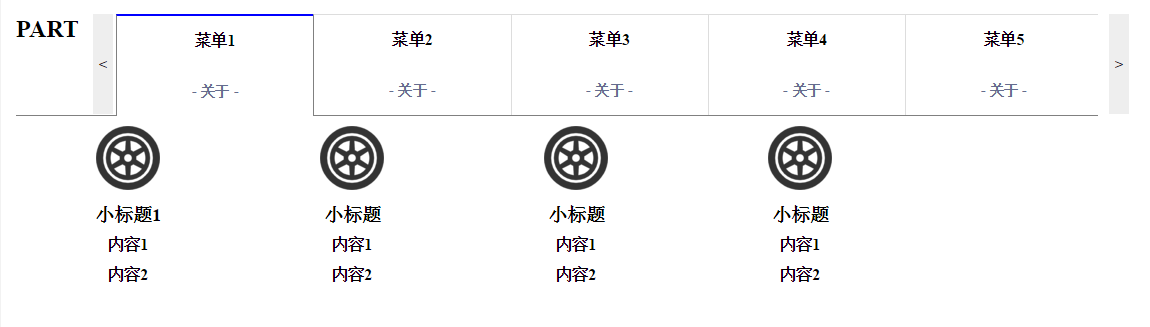 PART
< 菜单1 菜单2 菜单3 菜单4 菜单5 >
- 关于 - - 关于 - - 关于 - - 关于 - - 关于 -
小标题1 小标题 小标题 小标题
内容1 内容1 内容1 内容1
内容2 内容2 内容2 内容2